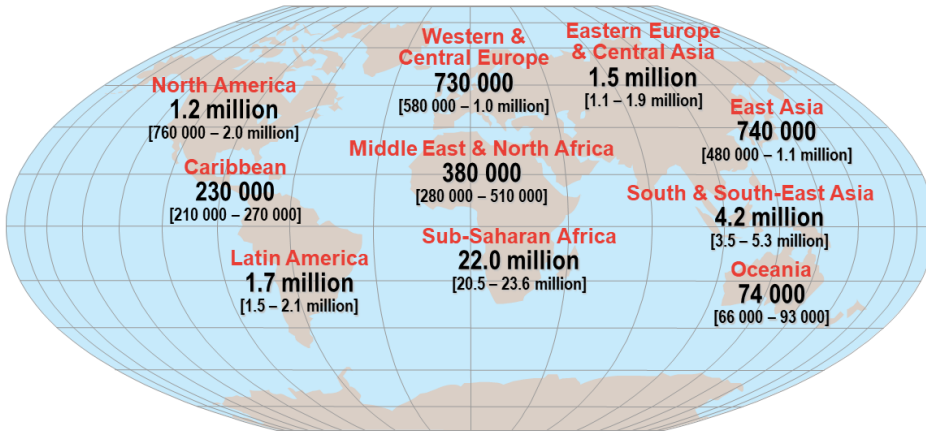 North America
1.2 million
[760 000 – 2.0 million]
Caribbean
230 000
[210 000 – 270 000]
Latin America
1.7 million
[1.5 – 2.1 million]
Western &
Central Europe
730 000
[580 000 – 1.0 million]
Middle East & North Africa
380 000
[280 000 – 510 000]
Sub-Saharan Africa
22.0 million
[20.5 – 23.6 million]
Eastern Europe
& Central Asia
1.5 million
[1.1 – 1.9 million]
East Asia
740 000
[480 000 – 1.1 million]
South & South-East Asia
4.2 million
[3.5 – 5.3 million]
Oceania
74 000
[66 000 – 93 000]